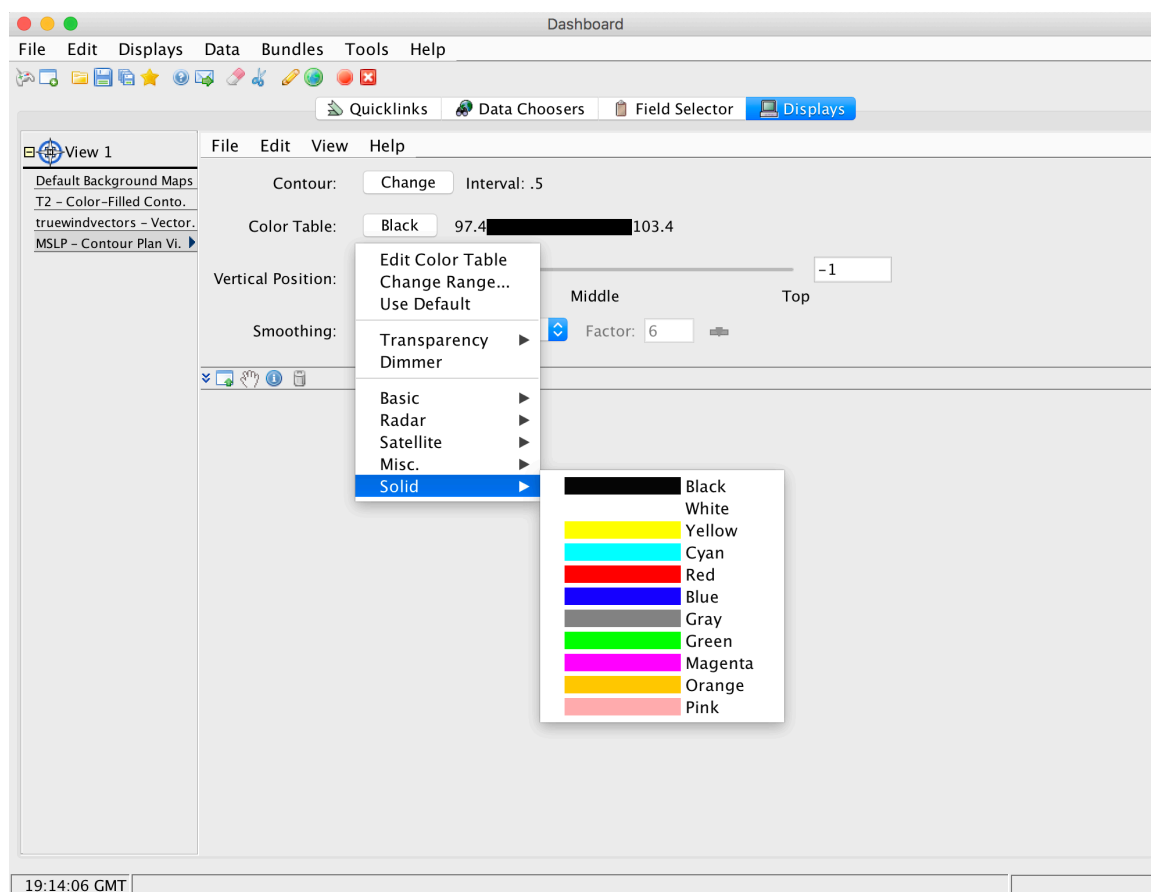 Dashboard
File Edit Displays Data Bundles Tools Help
Quicklinks Data Choosers Field Selector Displays
View 1
Default Background Maps
T2 – Color–Filled Conto.
truewindvectors – Vector.
MSLP – Contour Plan Vi.
File Edit View Help
Contour: Change Interval: .5
Color Table: Black 97.4 103.4
Vertical Position: -1
Middle Top
Smoothing: Factor: 6
Edit Color Table
Change Range...
Use Default
Transparency
Dimmer
Basic
Radar
Satellite
Misc.
Solid
Black
White
Yellow
Cyan
Red
Blue
Gray
Green
Magenta
Orange
Pink
19:14:06 GMT